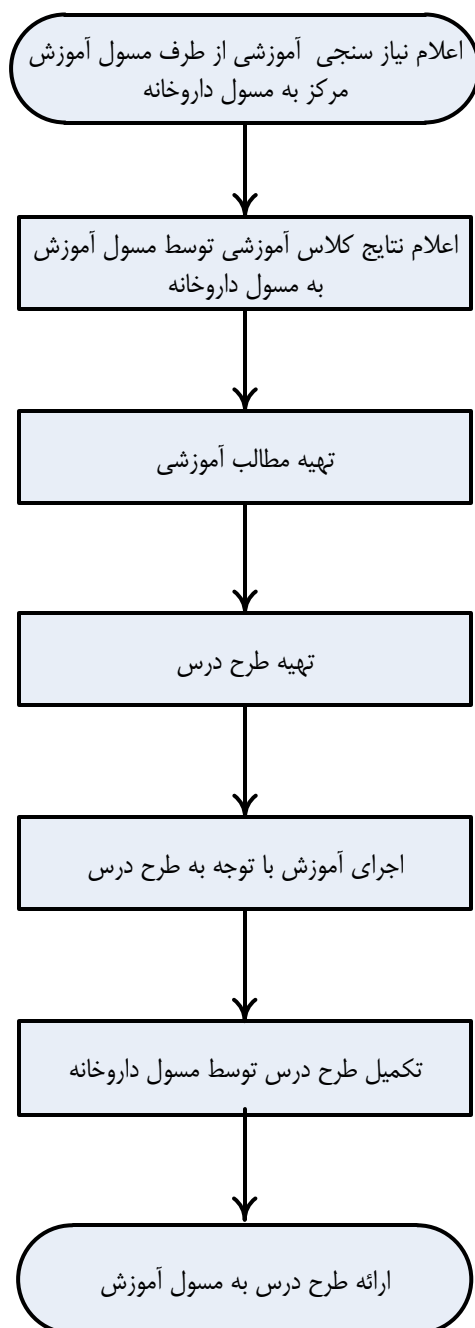 اعلام نیاز سنجی آموزشی از طرف مسول آموزش
مرکز به مسول داروخانه
اعلام نتایج کلاس آموزشی توسط مسول آموزش
به مسول داروخانه
تهیه مطالب آموزشی
تهیه طرح درس
اجرای آموزش با توجه به طرح درس
تکمیل طرح درس توسط مسول داروخانه
ارائه طرح درس به مسول آموزش